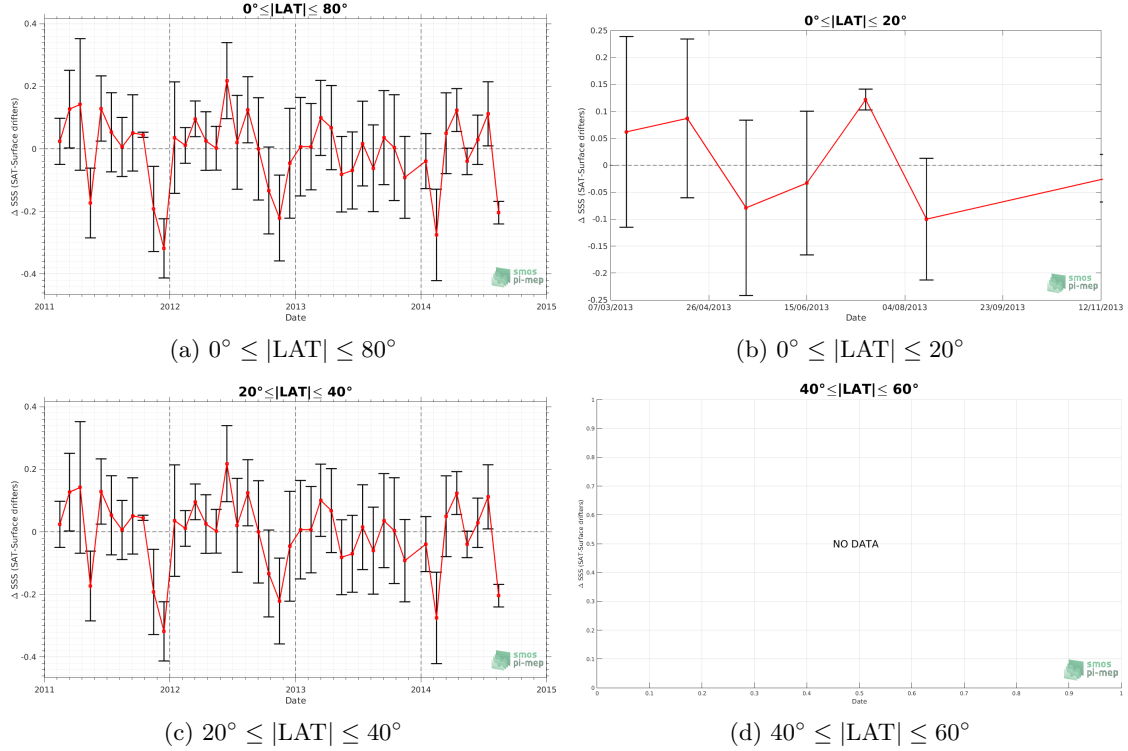 0°≤|LAT|≤ 80°
Δ SSS (SAT-Surface drifters)
0.4
0.2
0
-0.2
-0.4
2011
2012
2013
2014
2015
Date
smos
pi-mep
(a) 0° ≤ |LAT| ≤ 80°
0°≤|LAT|≤ 20°
Δ SSS (SAT-Surface drifters)
0.25
0.2
0.15
0.1
0.05
0
-0.05
-0.1
-0.15
-0.2
-0.25
07/03/2013
26/04/2013
15/06/2013
04/08/2013
23/09/2013
12/11/2013
Date
smos
pi-mep
(b) 0° ≤ |LAT| ≤ 20°
20°≤|LAT|≤ 40°
Δ SSS (SAT-Surface drifters)
0.4
0.2
0
-0.2
-0.4
2011
2012
2013
2014
2015
Date
smos
pi-mep
(c) 20° ≤ |LAT| ≤ 40°
40°≤|LAT|≤ 60°
Δ SSS (SAT-Surface drifters)
1
0.9
0.8
0.7
0.6
0.5
0.4
0.3
0.2
0.1
0
NO DATA
0
0.1
0.2
0.3
0.4
0.5
0.6
0.7
0.8
0.9
1
Date
smos
pi-mep
(d) 40° ≤ |LAT| ≤ 60°